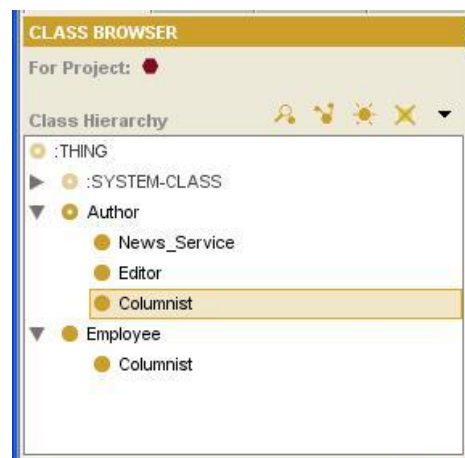 CLASS BROWSER
For Project:
Class Hierarchy
:THING
:SYSTEM-CLASS
Author
News_Service
Editor
Columnist
Employee
Columnist